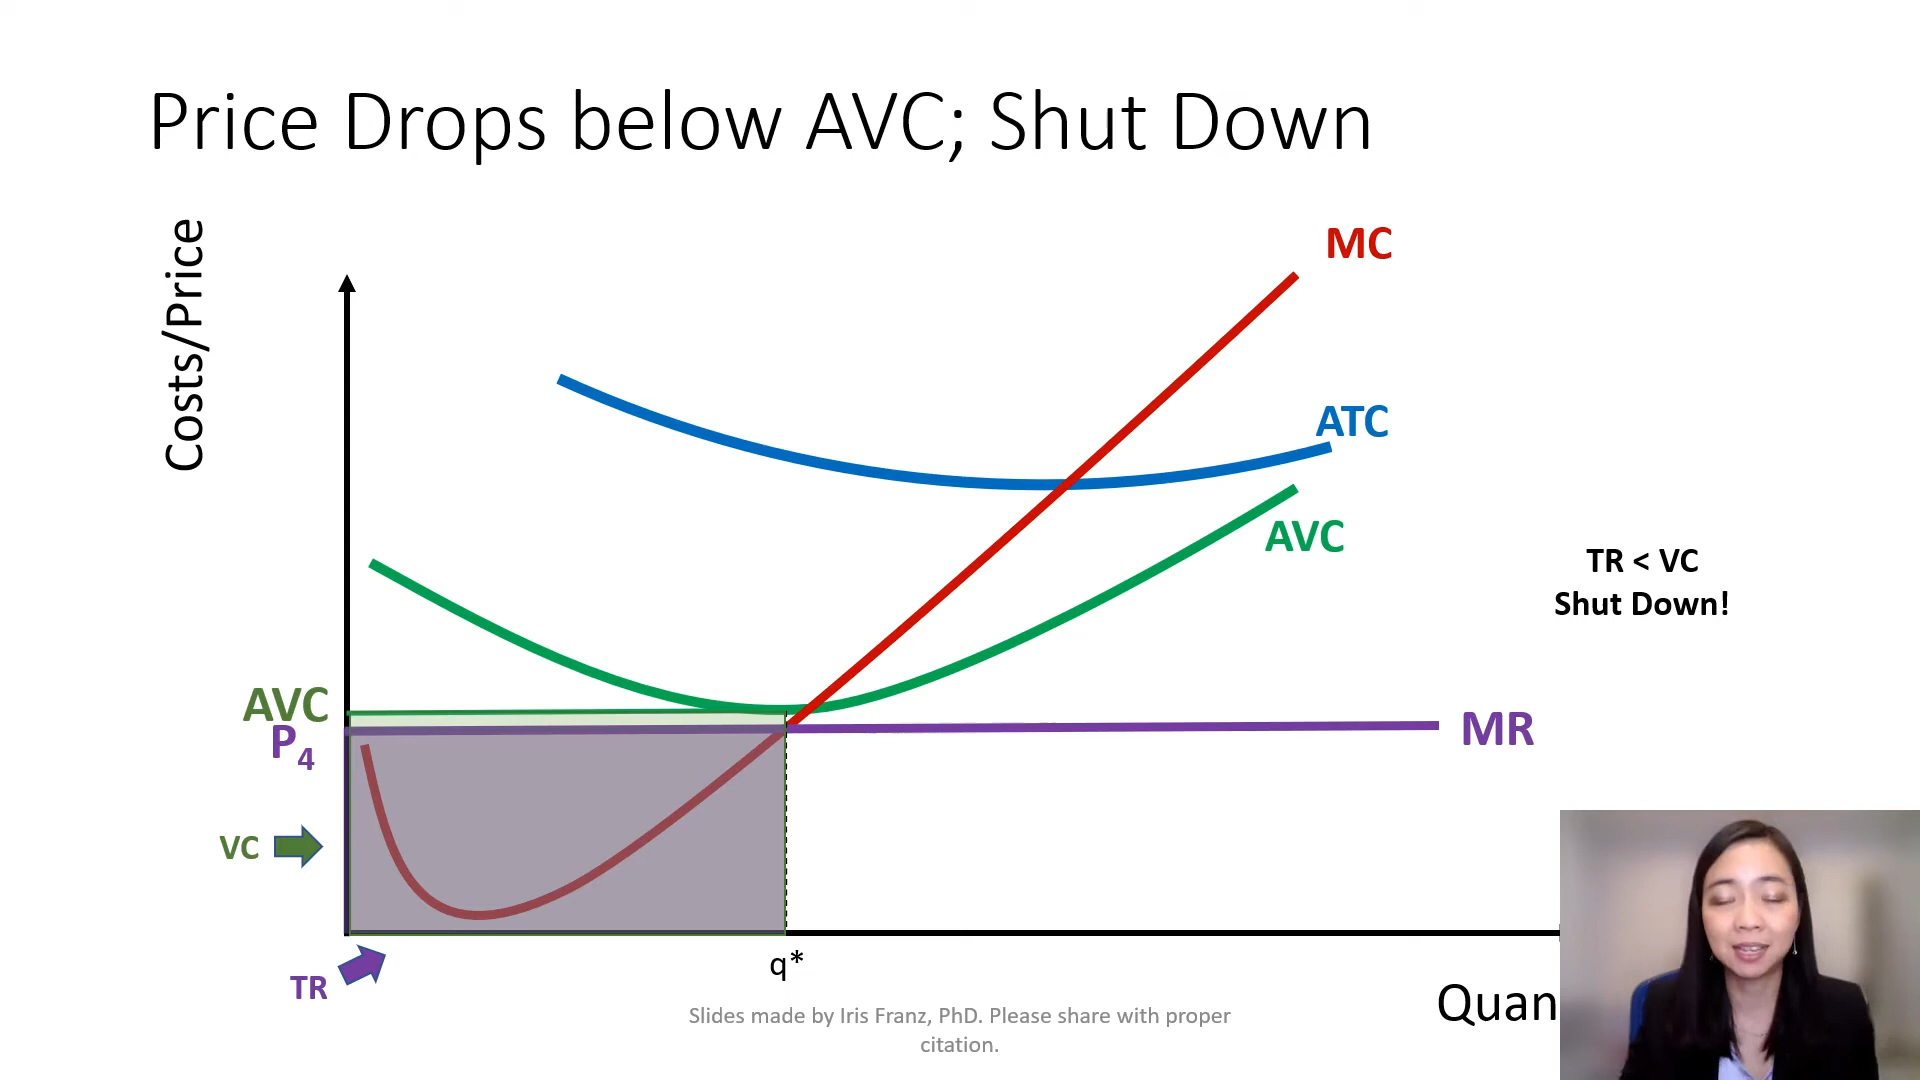 Price Drops below AVC; Shut Down
Costs/Price
MC
ATC
AVC
TR < VC
Shut Down!
AVC
P₄
MR
VC
TR
q*
Quan
Slides made by Iris Franz, PhD. Please share with proper
citation.